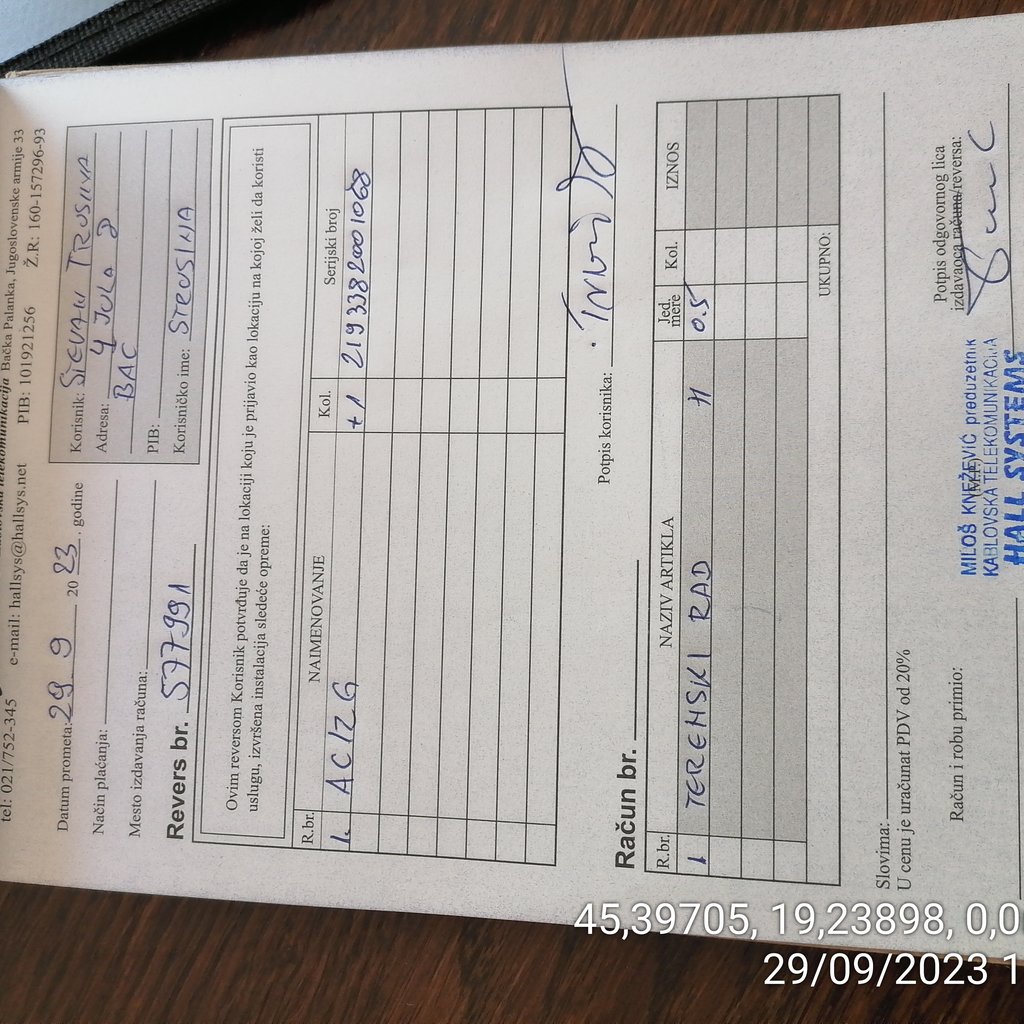 Bačka Palanka, Jugoslovenske armije 33
tel: 021/752-345 e-mail: hallsys@hallsys.net PIB: 101921256 Ž.R: 160-157296-93
Datum prometa: 29 9 2023. godine
Način plaćanja:
Mesto izdavanja računa:
Revers br. 577991
Korisnik: STEVAN TRUSINA
Adresa: 4 JULA 2
BAČ
PIB:
Korisničko ime: STRUSINA
Ovim reversom Korisnik potvrđuje da je na lokaciji koju je prijavio kao lokaciju na kojoj želi da koristi
uslugu, izvršena instalacija sledeće opreme:
R.br. NAIMENOVANJE Kol. Serijski broj
1. AC12G +1 2193382001068
Potpis korisnika:
Račun br.
R.br. NAZIV ARTIKLA Jed. mere Kol. IZNOS
1 TERENSKI RAD H 0.5
UKUPNO:
Slovima:
U cenu je uračunat PDV od 20%
Račun i robu primio:
Potpis odgovornog lica
izdavaoca računa/reversa:
MILOŠ KNEŽEVIĆ preduzetnik
KABLOVSKA TELEKOMUNIKACIJA
HALL SYSTEMS
45,39705, 19,23898, 0,0
29/09/2023 1